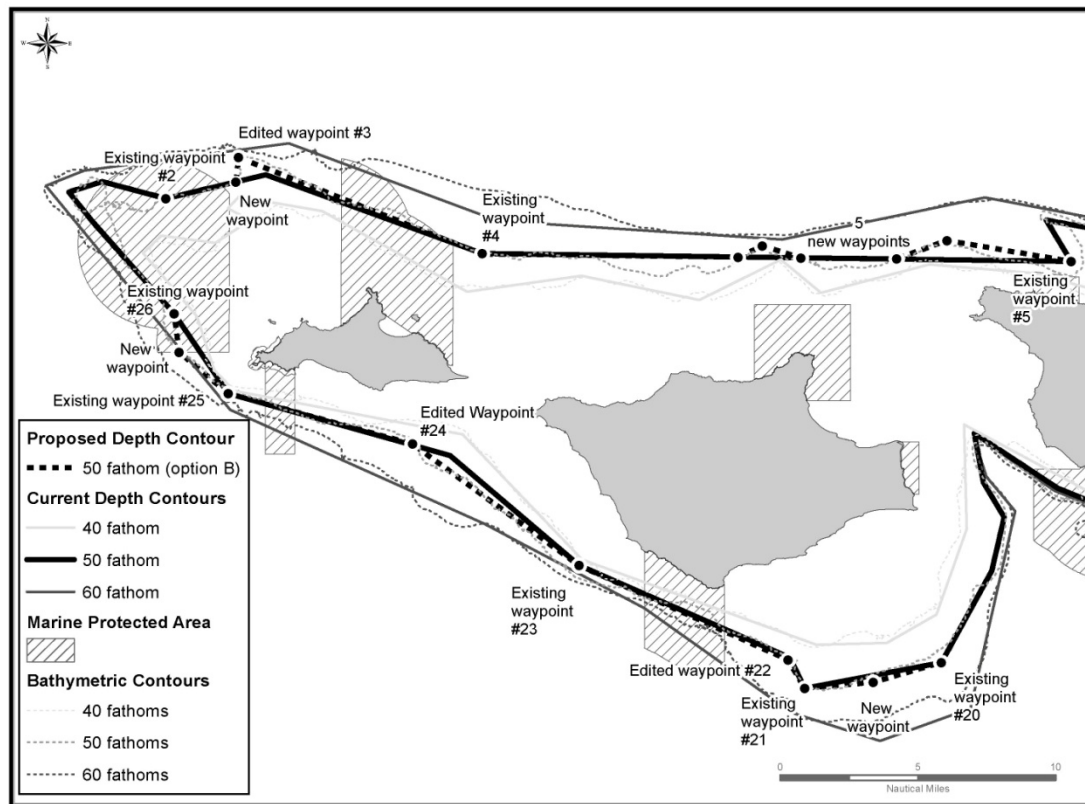 N
W
E
S
Edited waypoint #3
Existing waypoint
#2
New
waypoint
Existing
waypoint
#4
5
new waypoints
Existing
waypoint
#5
Existing waypoint
#26
New
waypoint
Existing waypoint #25
Edited Waypoint
#24
Existing
waypoint
#23
Edited waypoint #22
Existing
waypoint
#21
New
waypoint
Existing
waypoint
#20
Proposed Depth Contour
50 fathom (option B)
Current Depth Contours
40 fathom
50 fathom
60 fathom
Marine Protected Area
Bathymetric Contours
40 fathoms
50 fathoms
60 fathoms
0 5 10
Nautical Miles